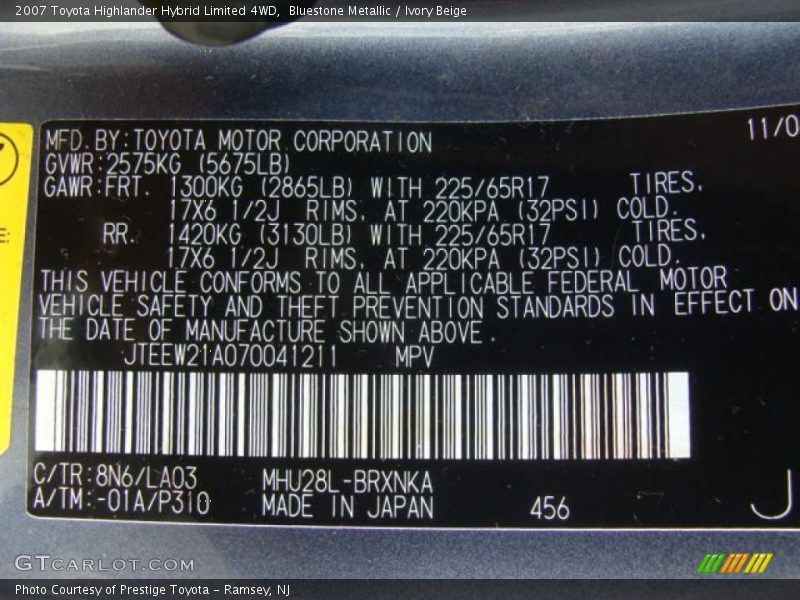 2007 Toyota Highlander Hybrid Limited 4WD,  Bluestone Metallic / Ivory Beige
11/0
MFD. BY: TOYOTA MOTOR CORPORATION
GVWR: 2575KG (5675LB)
GAWR: FRT. 1300KG (2865LB) WITH 225/65R17 TIRES,
17X6 1/2J RIMS, AT 220KPA (32PSI) COLD.
RR. 1420KG (3130LB) WITH 225/65R17 TIRES,
17X6 1/2J RIMS, AT 220KPA (32PSI) COLD.
THIS VEHICLE CONFORMS TO ALL APPLICABLE FEDERAL MOTOR
VEHICLE SAFETY AND THEFT PREVENTION STANDARDS IN EFFECT ON
THE DATE OF MANUFACTURE SHOWN ABOVE.
JTEEW21A070041211 MPV
C/TR: 8N6/LA03 MHU28L-BRXNKA
A/TM: -01A/P310 MADE IN JAPAN 456 J
GTCARLOT.COM
Photo Courtesy of Prestige Toyota - Ramsey, NJ